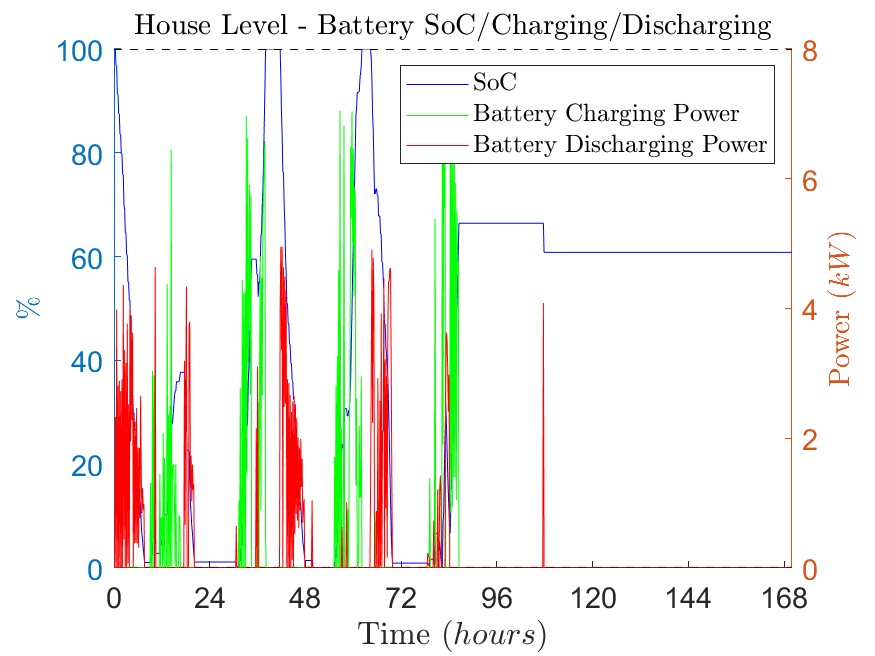 House Level - Battery SoC/Charging/Discharging
100
80
60
40
20
0
%
8
6
4
2
0
Power (kW)
SoC
Battery Charging Power
Battery Discharging Power
0 24 48 72 96 120 144 168
Time (hours)